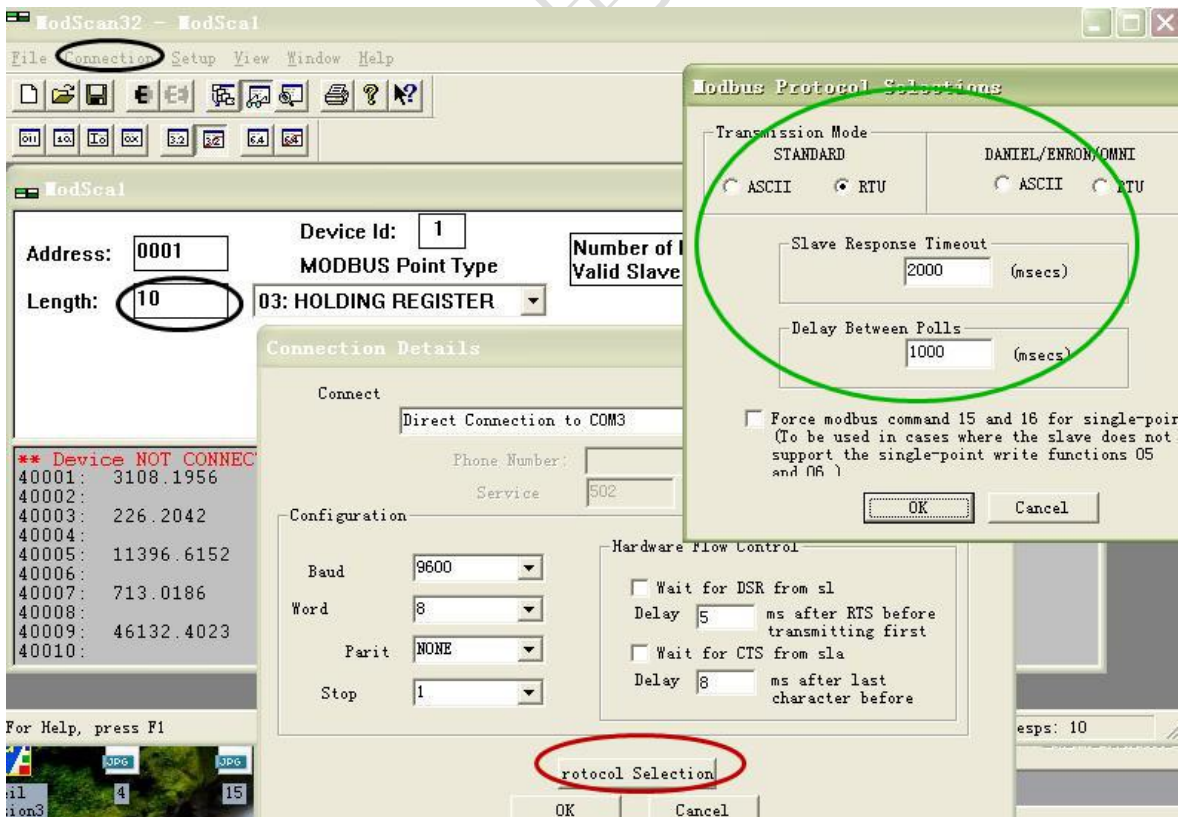 ModScan32 - ModSca1
File Connection Setup View Window Help
ModSca1
Address: 0001
Device Id: 1
MODBUS Point Type
Length: 10
03: HOLDING REGISTER
Number of
Valid Slave
** Device NOT CONNEC
40001: 3108.1956
40002:
40003: 226.2042
40004:
40005: 11396.6152
40006:
40007: 713.0186
40008:
40009: 46132.4023
40010:
For Help, press F1
esps: 10
Connection Details
Connect
Direct Connection to COM3
Phone Number:
Service 502
Configuration
Baud 9600
Word 8
Parit NONE
Stop 1
Hardware Flow Control
Wait for DSR from sl
Delay 5 ms after RTS before
transmitting first
Wait for CTS from sla
Delay 8 ms after last
character before
rotocol Selection
OK Cancel
Modbus Protocol Selections
Transmission Mode
STANDARD DANIEL/ENRON/OMNI
ASCII RTU ASCII RTU
Slave Response Timeout
2000 (msecs)
Delay Between Polls
1000 (msecs)
Force modbus command 15 and 16 for single-poin
(To be used in cases where the slave does not
support the single-point write functions 05
and 06 )
OK Cancel
JPG JPG
il 4 15
ion3